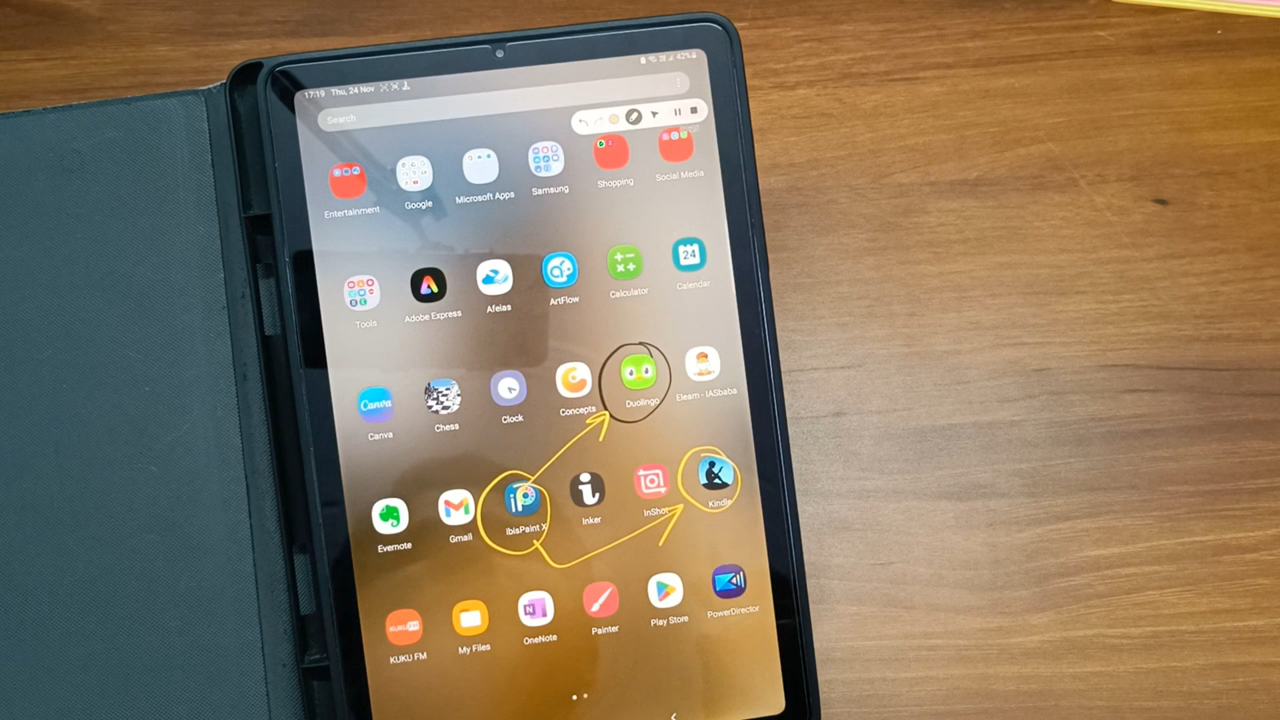 17:19 Thu, 24 Nov 42%
Search
Entertainment Google Microsoft Apps Samsung Shopping Social Media
24
Tools Adobe Express Afelas ArtFlow Calculator Calendar
Canva
Canva Chess Clock Concepts Duolingo Elearn - IASbaba
iP
Evernote Gmail ibisPaint X Inker InShot Kindle
KUKU FM
N
KUKU FM My Files OneNote Painter Play Store PowerDirector